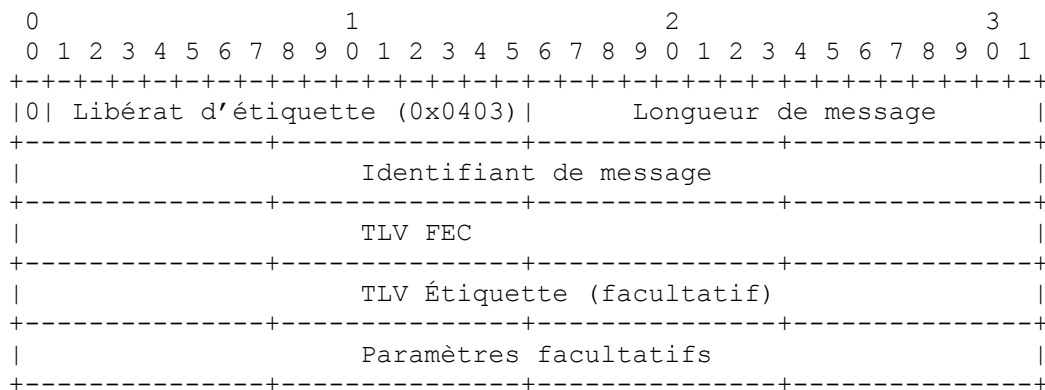 0                   1                   2                   3
 0 1 2 3 4 5 6 7 8 9 0 1 2 3 4 5 6 7 8 9 0 1 2 3 4 5 6 7 8 9 0 1
+-+-+-+-+-+-+-+-+-+-+-+-+-+-+-+-+-+-+-+-+-+-+-+-+-+-+-+-+-+-+-+-+
|0| Libérat d’étiquette (0x0403)|      Longueur de message      |
+---------------+---------------+---------------+---------------+
|                     Identifiant de message                    |
+---------------+---------------+---------------+---------------+
|                     TLV FEC                                   |
+---------------+---------------+---------------+---------------+
|                     TLV Étiquette (facultatif)                |
+---------------+---------------+---------------+---------------+
|                     Paramètres facultatifs                    |
+---------------+---------------+---------------+---------------+